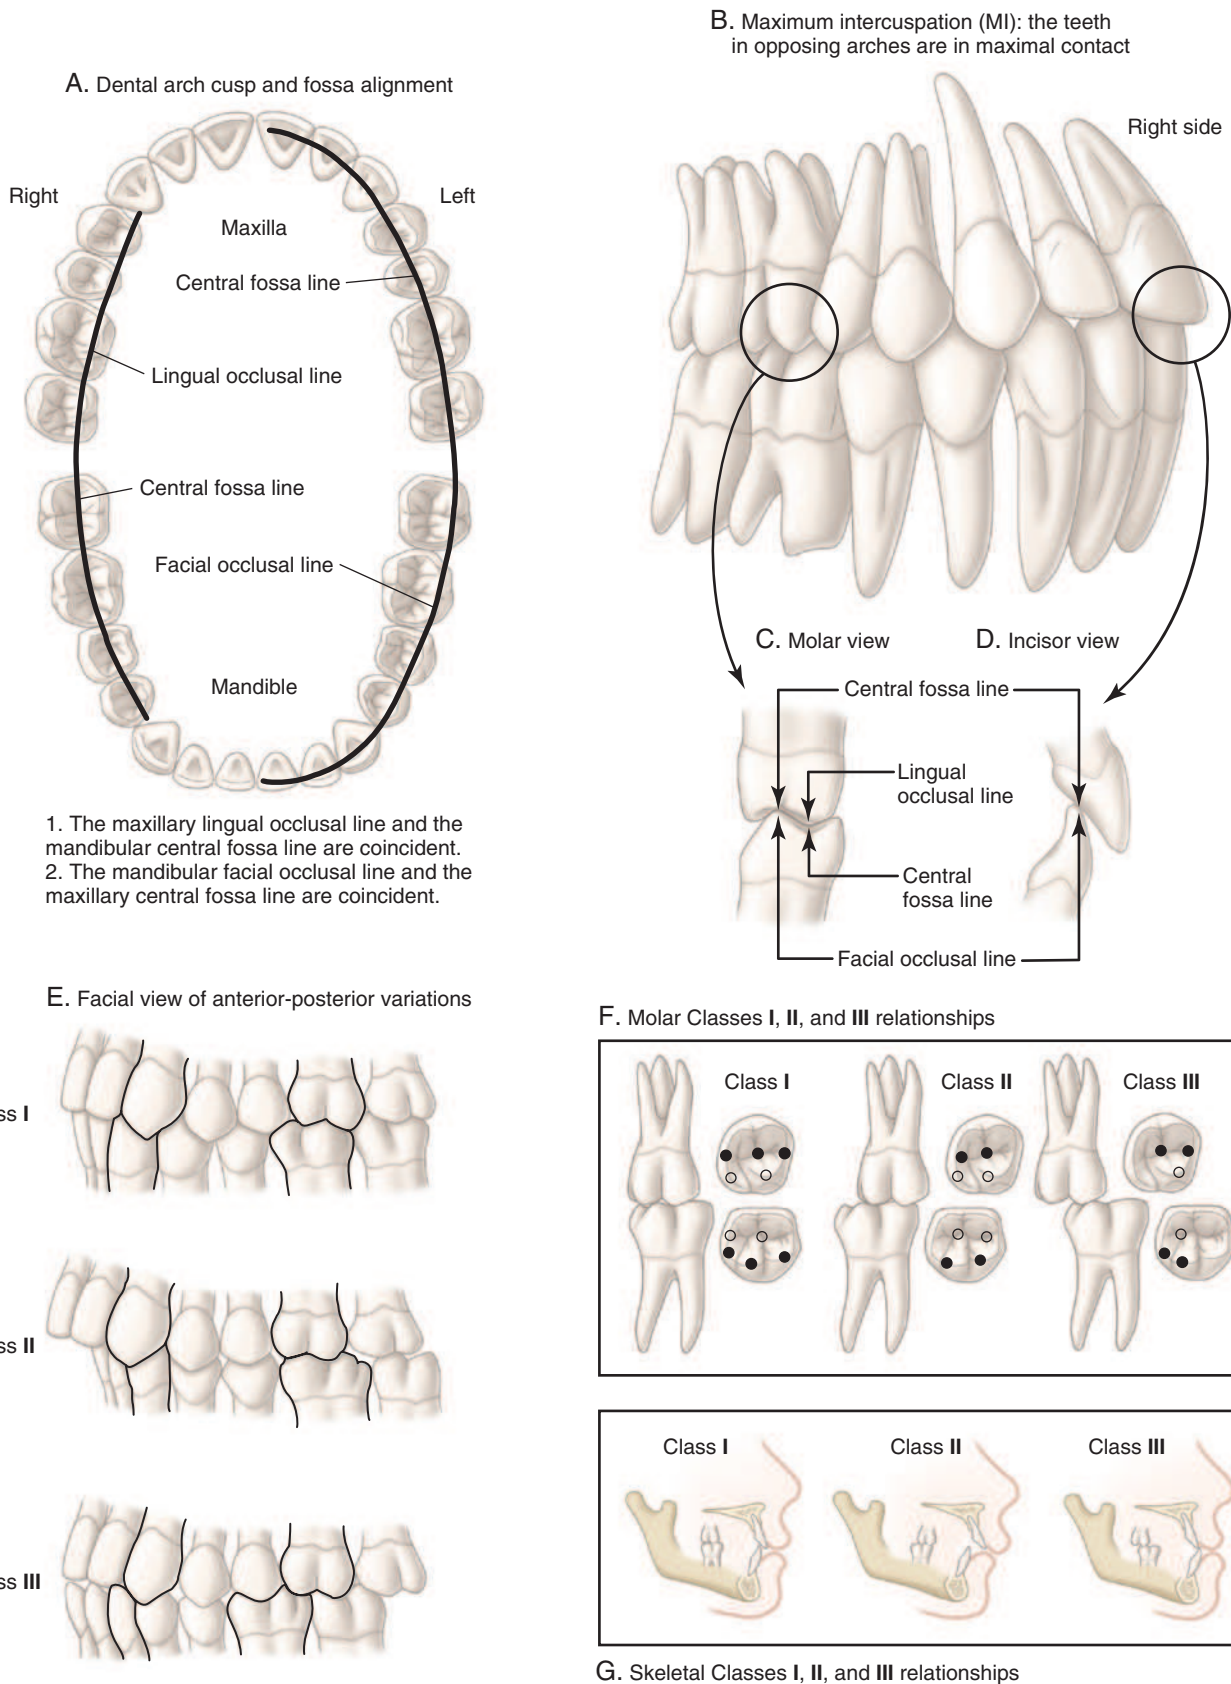 B. Maximum intercuspation (MI): the teeth
in opposing arches are in maximal contact
A. Dental arch cusp and fossa alignment
Right side
Right
Left
Maxilla
Central fossa line
Lingual occlusal line
Central fossa line
Facial occlusal line
Mandible
C. Molar view
D. Incisor view
Central fossa line
Lingual
occlusal line
Central
fossa line
Facial occlusal line
1. The maxillary lingual occlusal line and the
mandibular central fossa line are coincident.
2. The mandibular facial occlusal line and the
maxillary central fossa line are coincident.
E. Facial view of anterior-posterior variations
ss I
ss II
ss III
F. Molar Classes I, II, and III relationships
Class I
Class II
Class III
Class I
Class II
Class III
G. Skeletal Classes I, II, and III relationships